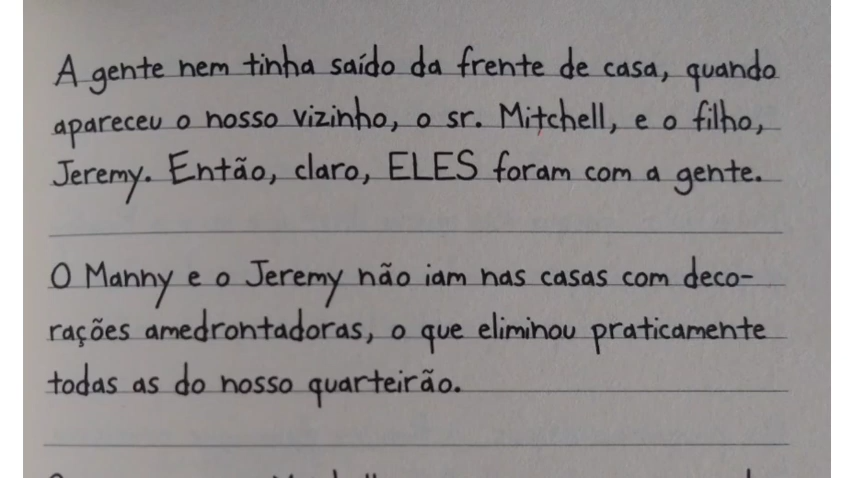 A gente nem tinha saído da frente de casa, quando
apareceu o nosso vizinho, o sr. Mitchell, e o filho,
Jeremy. Então, claro, ELES foram com a gente.
O Manny e o Jeremy não iam nas casas com deco-
rações amedrontadoras, o que eliminou praticamente
todas as do nosso quarteirão.